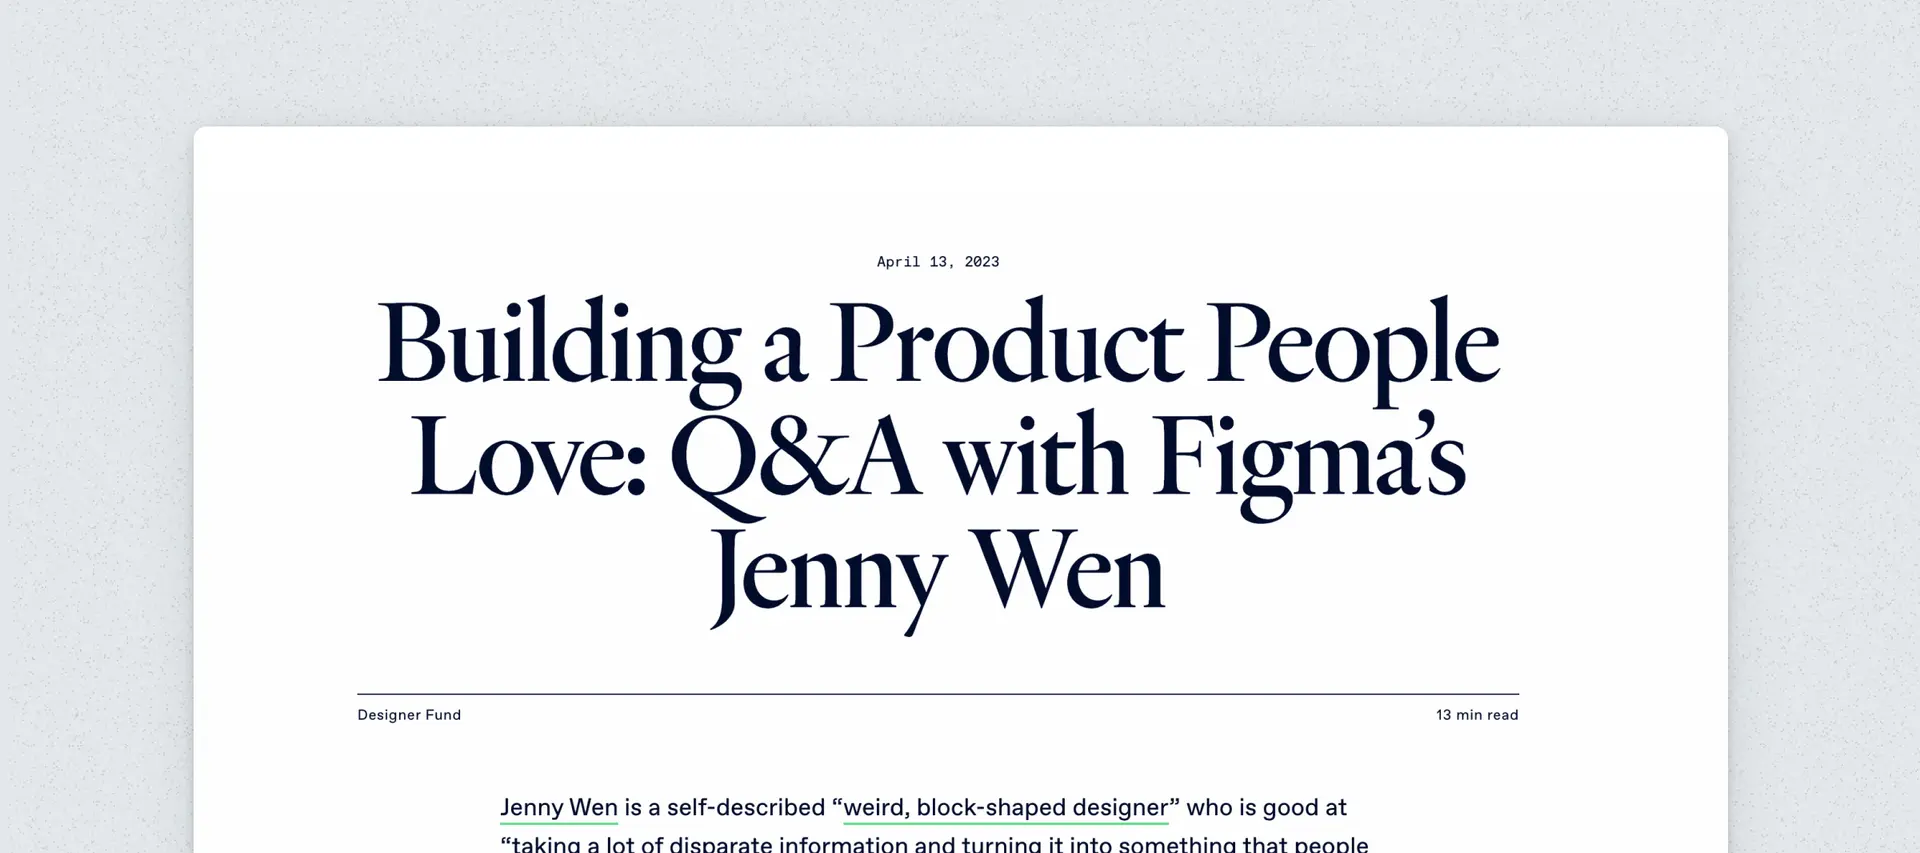 April 13, 2023
Building a Product People
Love: Q&A with Figma’s
Jenny Wen
Designer Fund
13 min read
Jenny Wen is a self-described “weird, block-shaped designer” who is good at
“taking a lot of disparate information and turning it into something that people